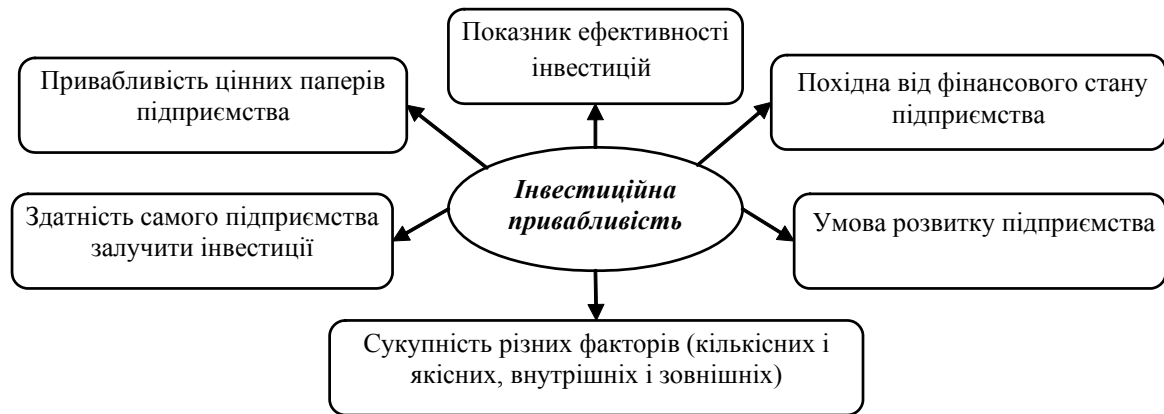 Показник ефективності
інвестицій
Привабливість цінних паперів
підприємства
Похідна від фінансового стану
підприємства
Інвестиційна
привабливість
Здатність самого підприємства
залучити інвестиції
Умова розвитку підприємства
Сукупність різних факторів (кількісних і
якісних, внутрішніх і зовнішніх)